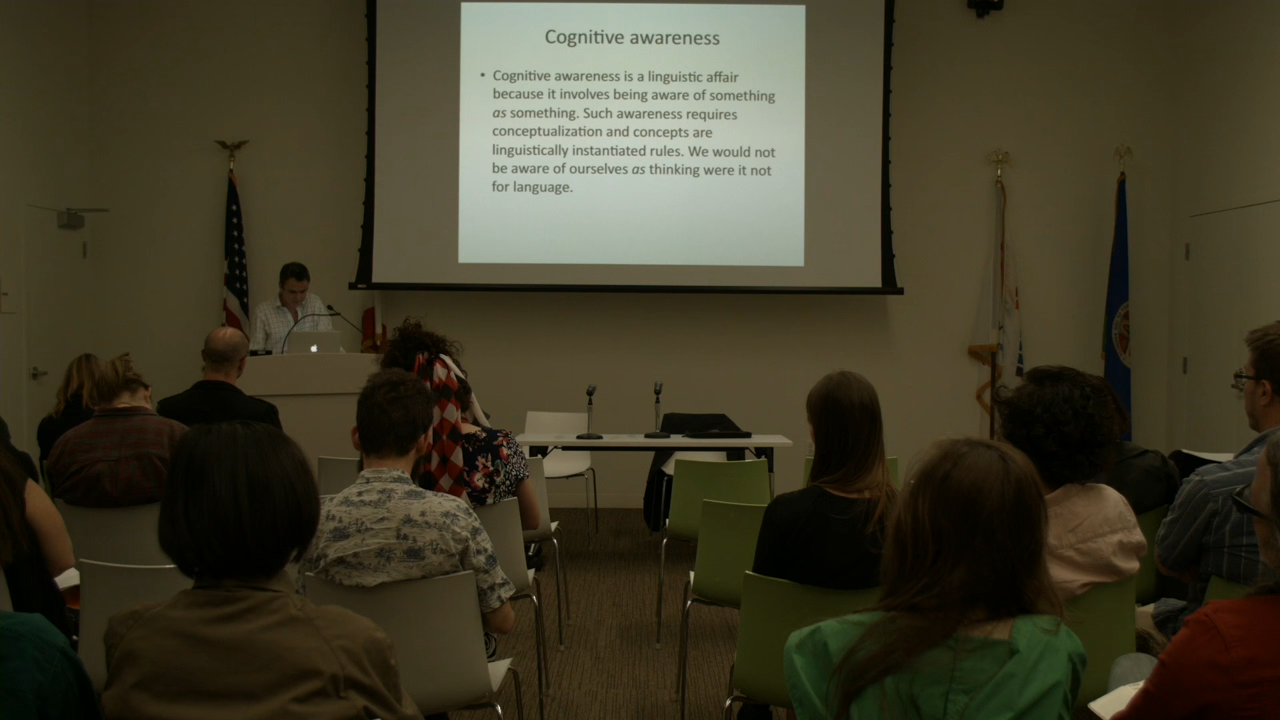 Cognitive awareness
• Cognitive awareness is a linguistic affair
because it involves being aware of something
as something. Such awareness requires
conceptualization and concepts are
linguistically instantiated rules. We would not
be aware of ourselves as thinking were it not
for language.